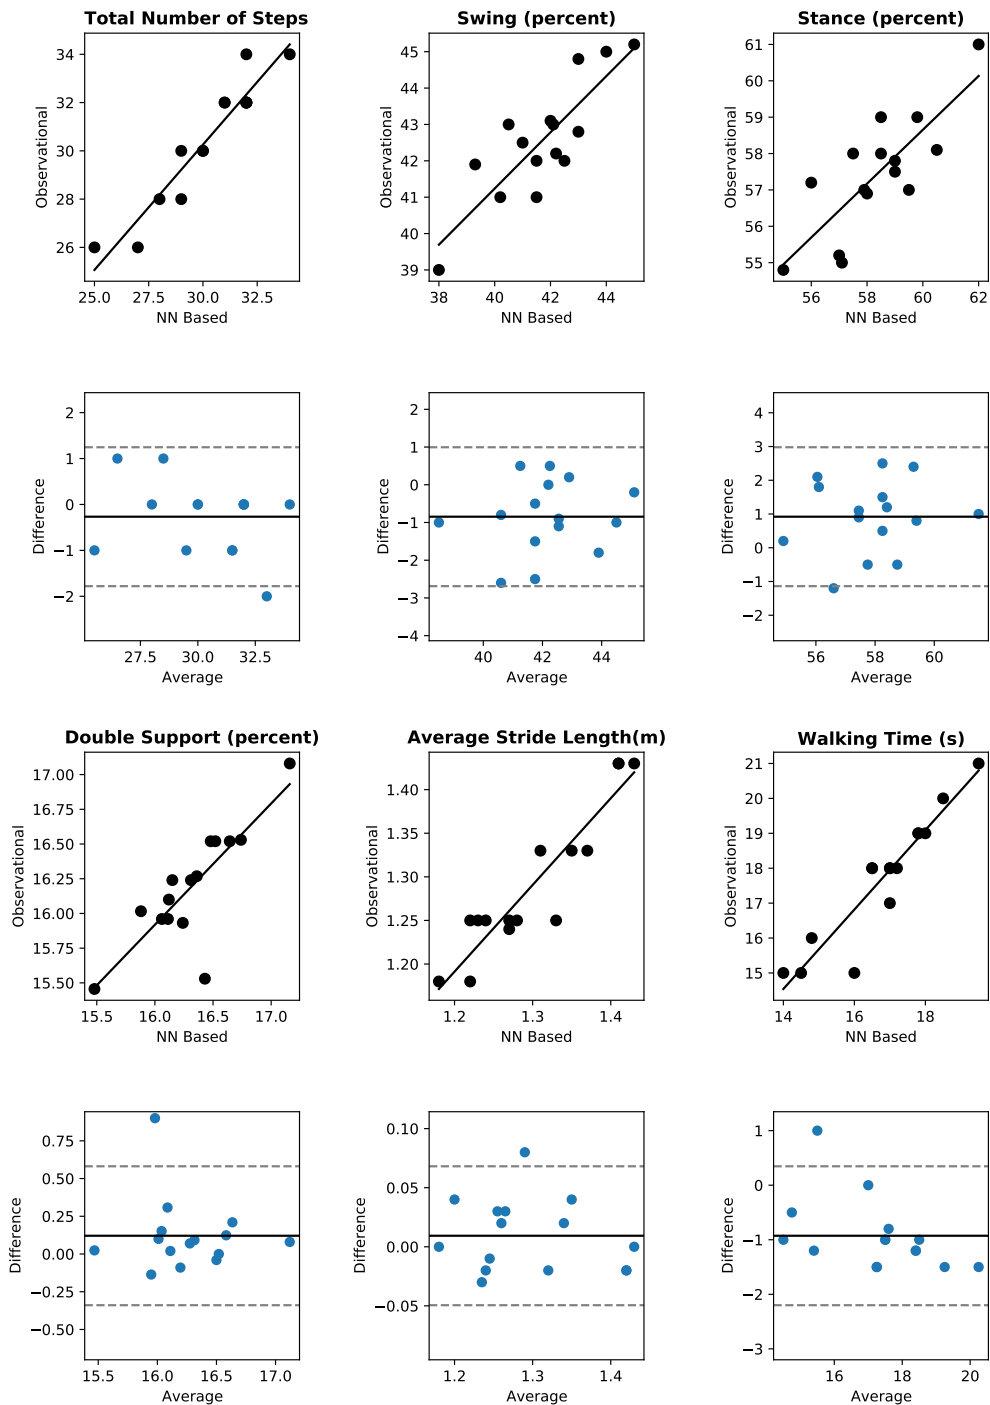 Total Number of Steps Swing (percent) Stance (percent)
34 32 30 28 26
Observational
25.0 27.5 30.0 32.5
NN Based
45 44 43 42 41 40 39
Observational
38 40 42 44
NN Based
61 60 59 58 57 56 55
Observational
56 58 60 62
NN Based
2 1 0 −1 −2
Difference
27.5 30.0 32.5
Average
2 1 0 −1 −2 −3 −4
Difference
40 42 44
Average
4 3 2 1 0 −1 −2
Difference
56 58 60
Average
Double Support (percent) Average Stride Length(m) Walking Time (s)
17.00 16.75 16.50 16.25 16.00 15.75 15.50
Observational
15.5 16.0 16.5 17.0
NN Based
1.40 1.35 1.30 1.25 1.20
Observational
1.2 1.3 1.4
NN Based
21 20 19 18 17 16 15
Observational
14 16 18
NN Based
0.75 0.50 0.25 0.00 −0.25 −0.50
Difference
15.5 16.0 16.5 17.0
Average
0.10 0.05 0.00 −0.05
Difference
1.2 1.3 1.4
Average
1 0 −1 −2 −3
Difference
16 18 20
Average